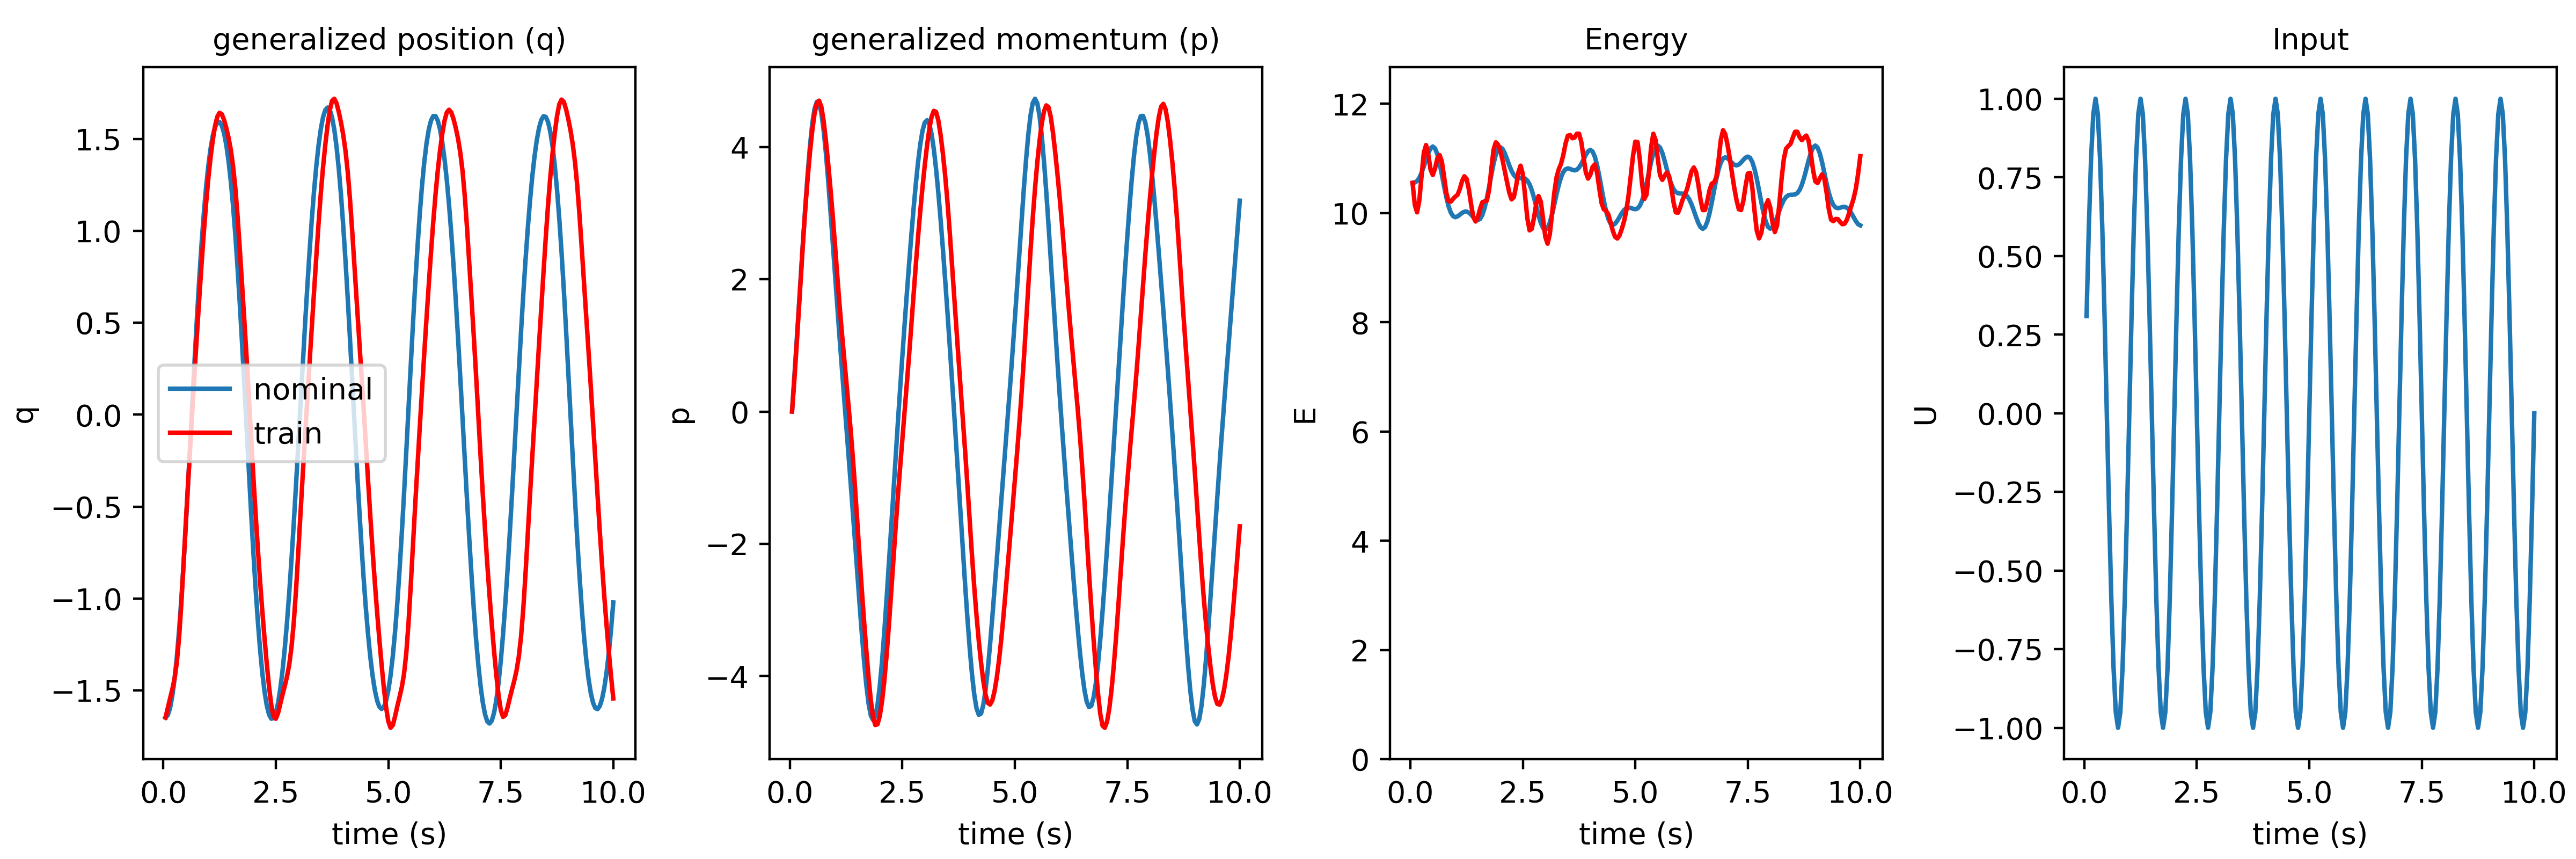 generalized position (q)
q
1.5
1.0
0.5
0.0
−0.5
−1.0
−1.5
nominal
train
0.0 2.5 5.0 7.5 10.0
time (s)
generalized momentum (p)
p
4
2
0
−2
−4
0.0 2.5 5.0 7.5 10.0
time (s)
Energy
E
12
10
8
6
4
2
0
0.0 2.5 5.0 7.5 10.0
time (s)
Input
U
1.00
0.75
0.50
0.25
0.00
−0.25
−0.50
−0.75
−1.00
0.0 2.5 5.0 7.5 10.0
time (s)